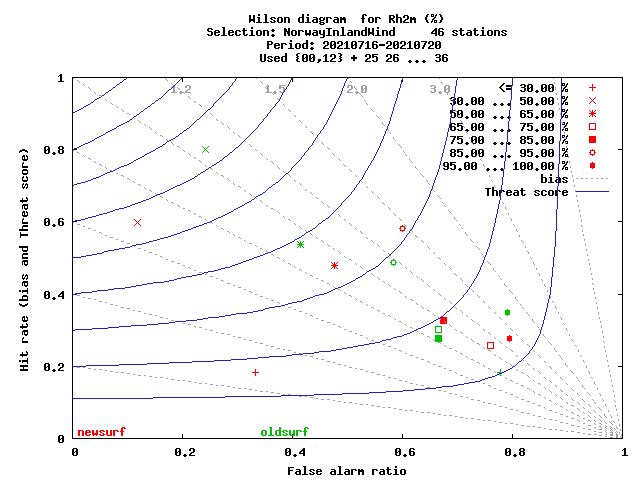 Wilson diagram  for Rh2m (%)
Selection: NorwayInlandWind     46 stations
Period: 20210716-20210720
Used {00,12} + 25 26 ... 36
1.2 1.5 2.0 3.0
<= 30.00 %
30.00 ... 50.00 %
50.00 ... 65.00 %
65.00 ... 75.00 %
75.00 ... 85.00 %
85.00 ... 95.00 %
95.00 ... 100.00 %
bias
Threat score
1
0.8
0.6
0.4
0.2
0
Hit rate (bias and Threat score)
newsurf oldsurf
0 0.2 0.4 0.6 0.8 1
False alarm ratio